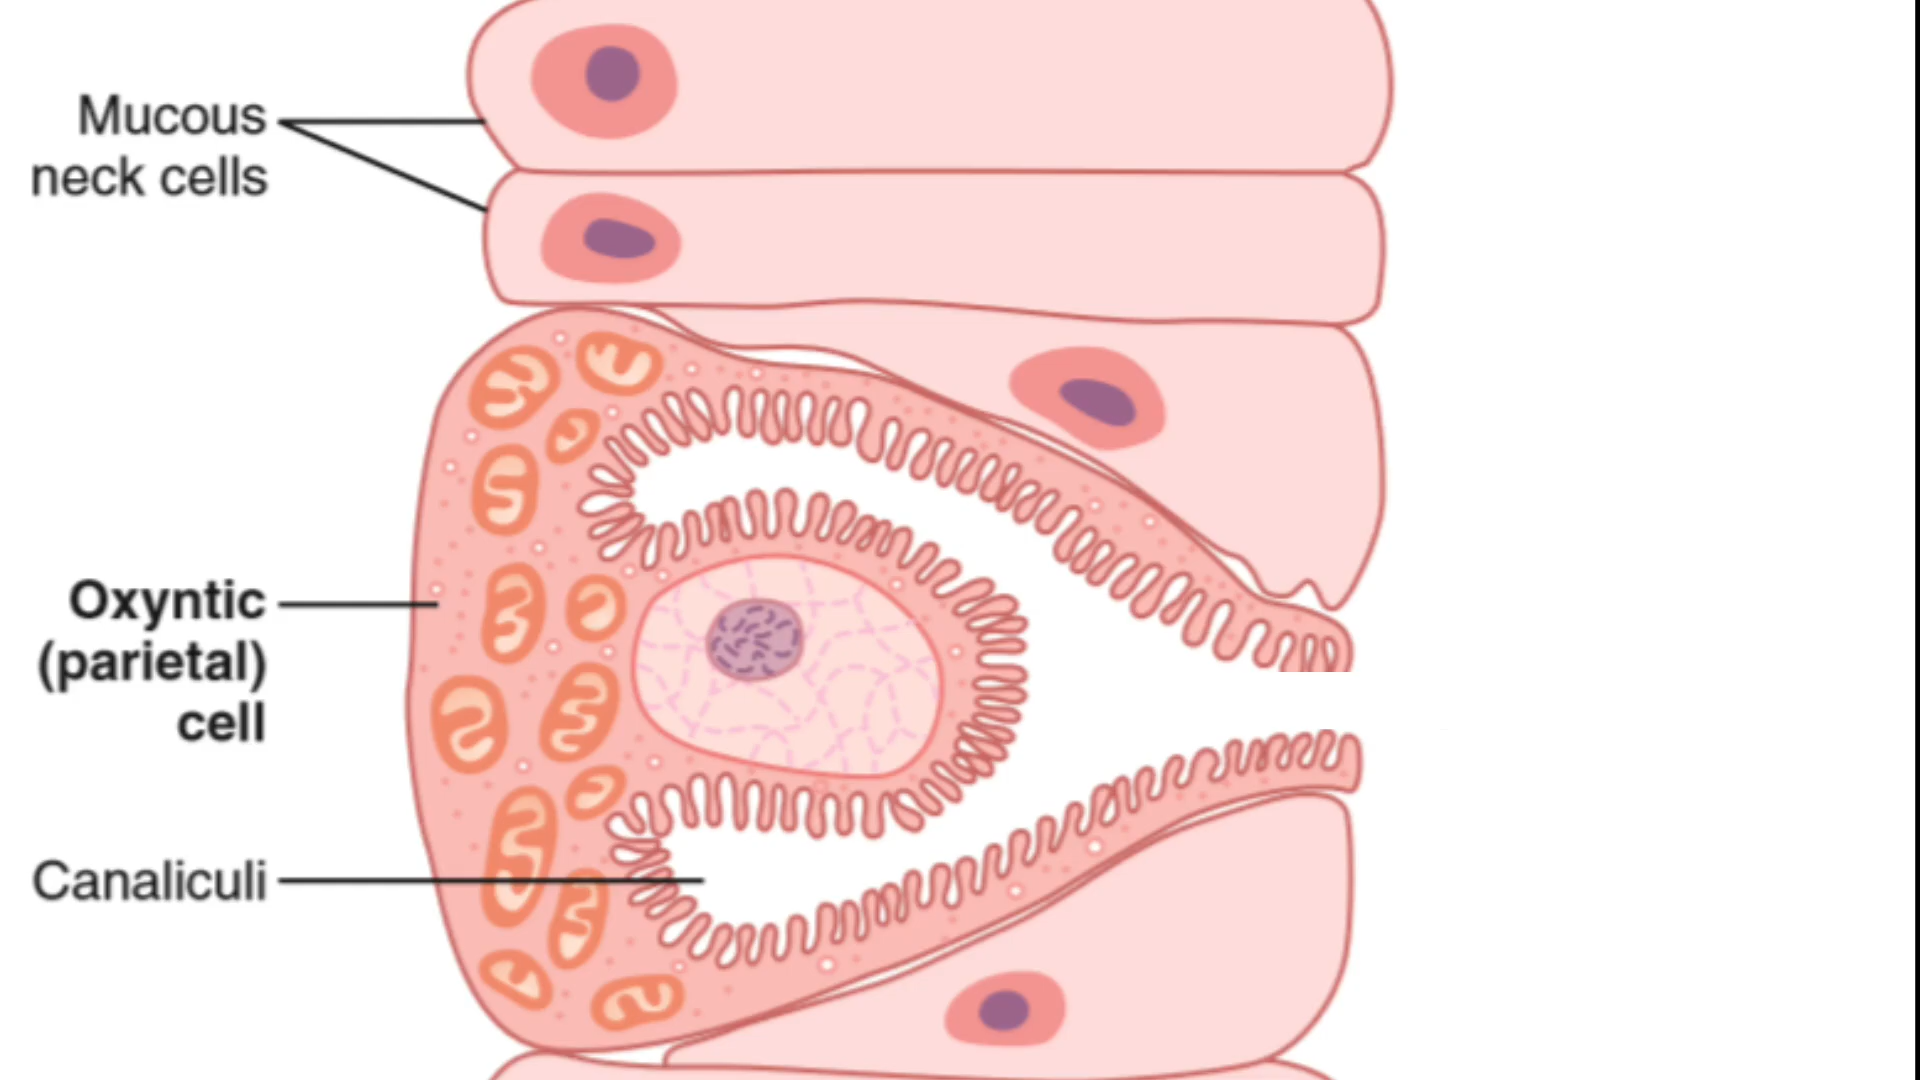 Mucous
neck cells
Oxyntic
(parietal)
cell
Canaliculi